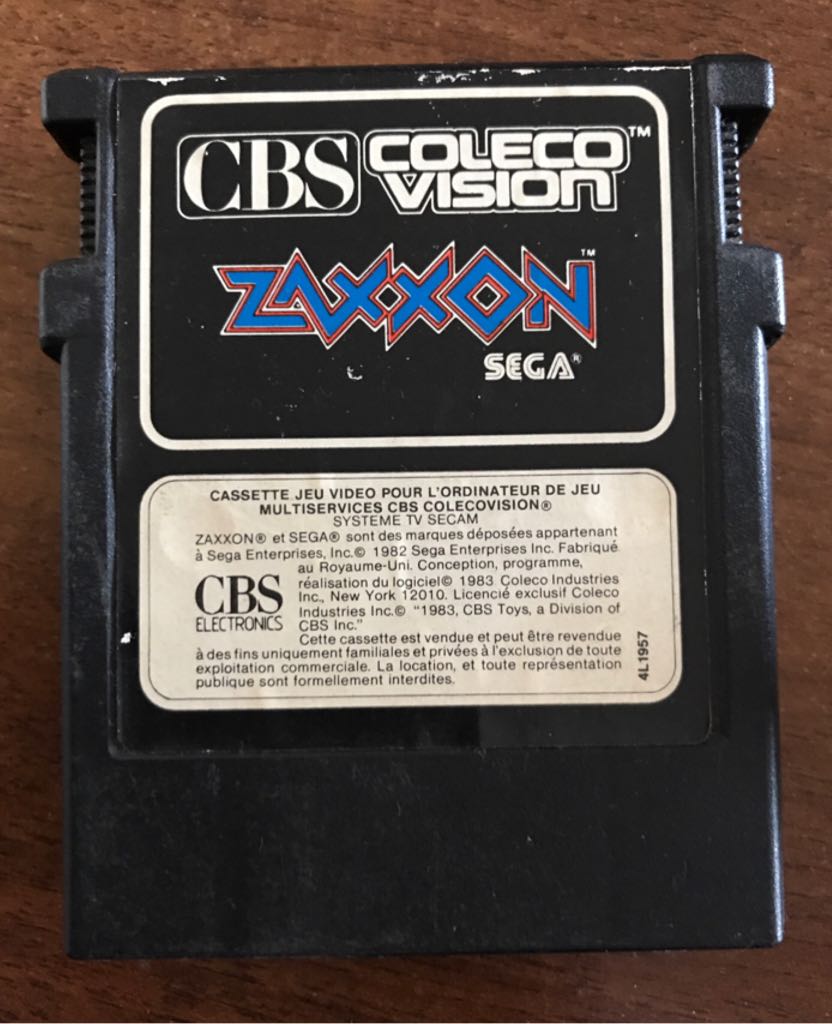 CBS COLECO VISION™
ZAXXON™
SEGA®
CASSETTE JEU VIDEO POUR L'ORDINATEUR DE JEU
MULTISERVICES CBS COLECOVISION®
SYSTEME TV SECAM
ZAXXON® et SEGA® sont des marques déposées appartenant
à Sega Enterprises, Inc.© 1982 Sega Enterprises Inc. Fabriqué
au Royaume-Uni. Conception, programme,
réalisation du logiciel© 1983 Coleco Industries
Inc., New York 12010. Licencié exclusif Coleco
Industries Inc.© "1983, CBS Toys, a Division of
CBS Inc."
CBS
ELECTRONICS
Cette cassette est vendue et peut être revendue
à des fins uniquement familiales et privées à l'exclusion de toute
exploitation commerciale. La location, et toute représentation
publique sont formellement interdites.
4L1957